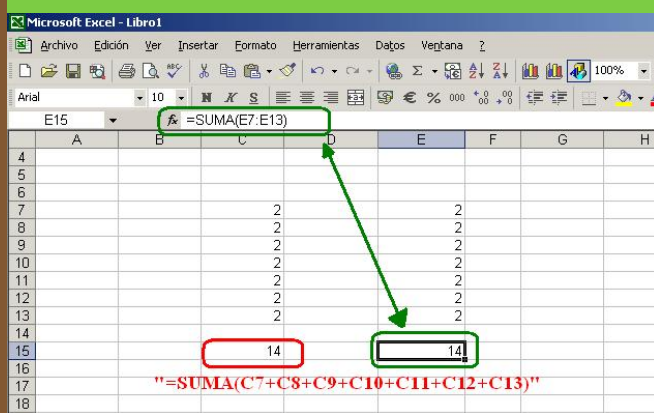 Microsoft Excel - Libro1
Archivo Edición Ver Insertar Formato Herramientas Datos Ventana ?
100%
Arial 10 N K S € % 000
E15 fx =SUMA(E7:E13)
A B C D E F G H
4
5
6
7 2 2
8 2 2
9 2 2
10 2 2
11 2 2
12 2 2
13 2 2
14
15 14 14
16
17 "=SUMA(C7+C8+C9+C10+C11+C12+C13)"
18